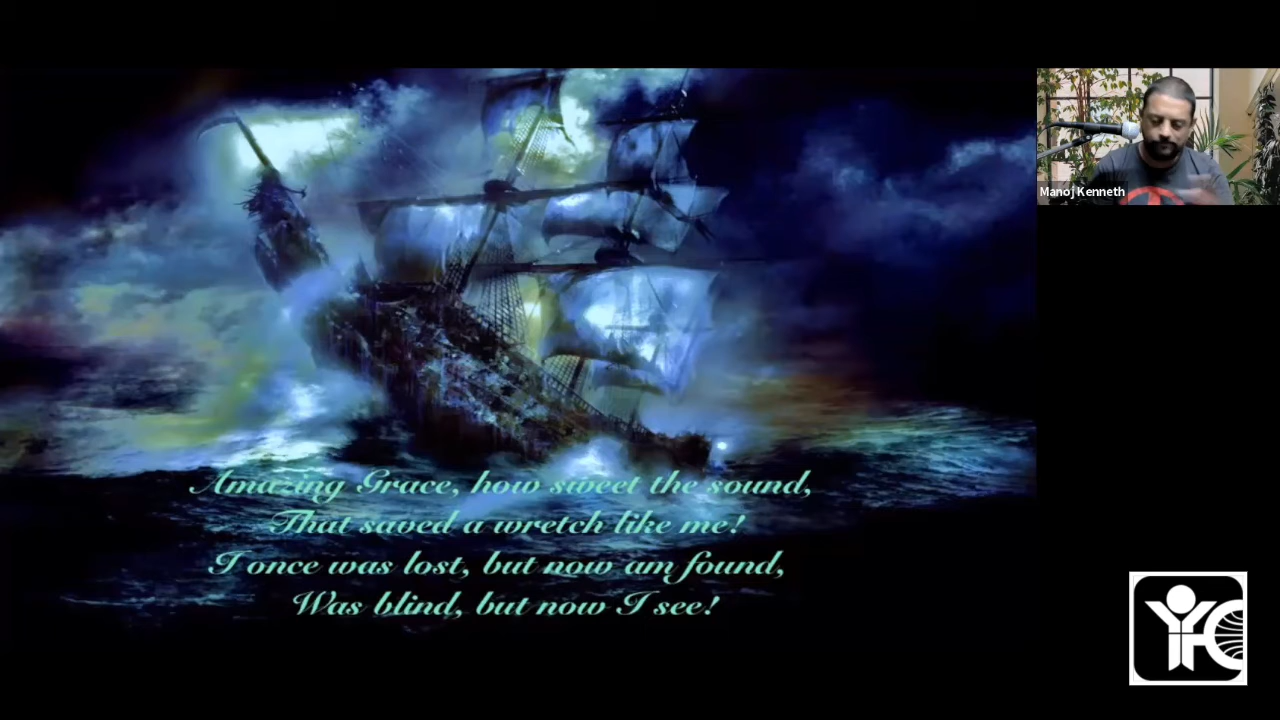 Manoj Kenneth
Amazing Grace, how sweet the sound,
That saved a wretch like me!
I once was lost, but now am found,
Was blind, but now I see!
YFC